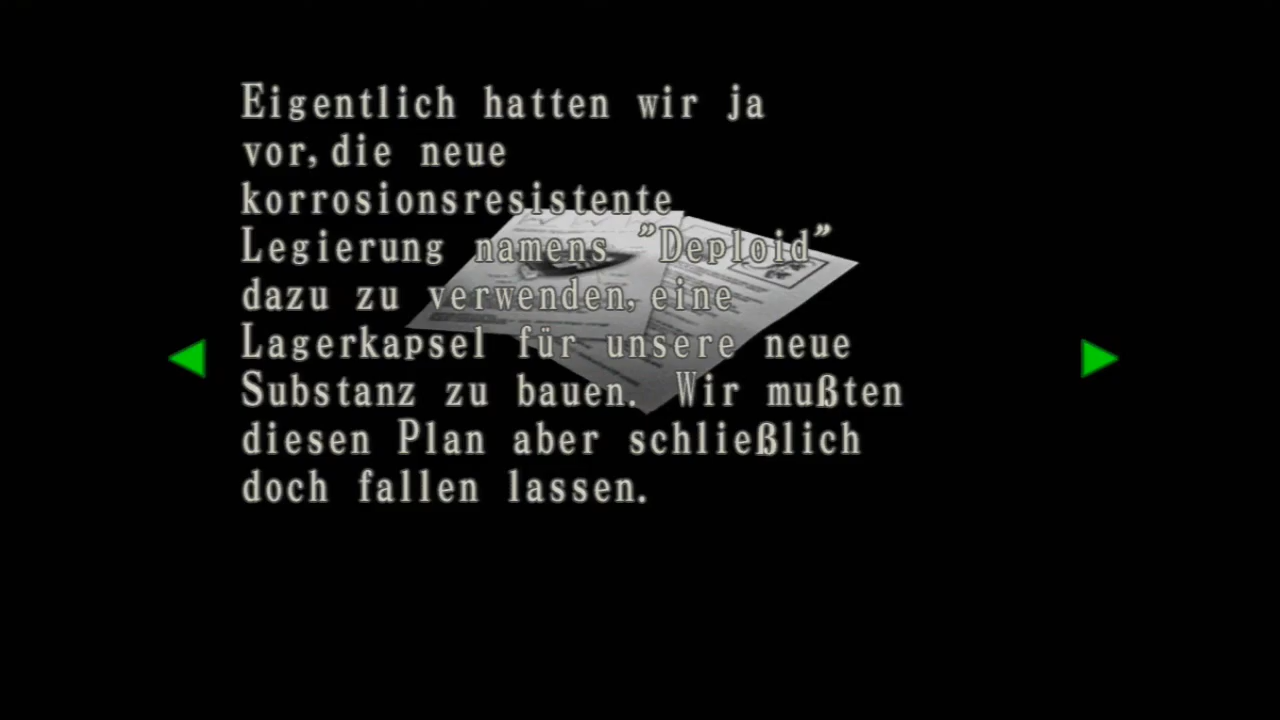 Eigentlich hatten wir ja
vor, die neue
korrosionsresistente
Legierung namens "Deploid"
dazu zu verwenden, eine
Lagerkapsel für unsere neue
Substanz zu bauen. Wir mußten
diesen Plan aber schließlich
doch fallen lassen.